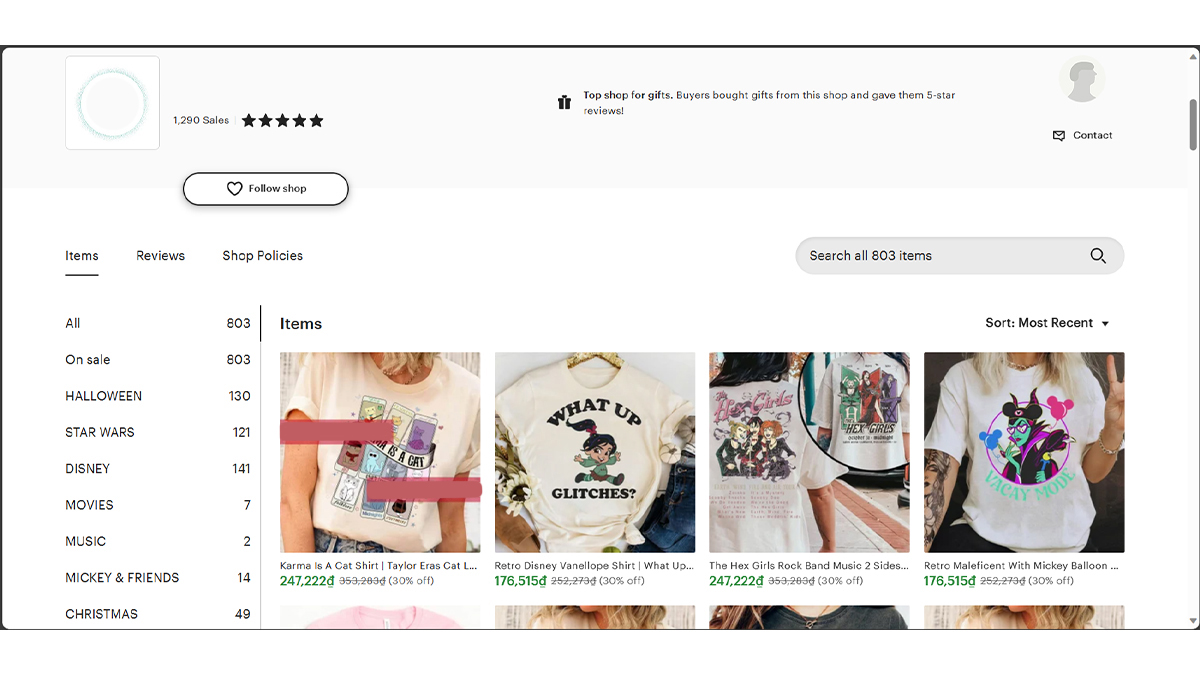 Top shop for gifts. Buyers bought gifts from this shop and gave them 5-star
reviews!
1,290 Sales
Contact
Follow shop
Items
Reviews
Shop Policies
Search all 803 items
All 803
On sale 803
HALLOWEEN 130
STAR WARS 121
DISNEY 141
MOVIES 7
MUSIC 2
MICKEY & FRIENDS 14
CHRISTMAS 49
Items
Sort: Most Recent
IS A CAT
WHAT UP
GLITCHES?
The Hex Girls
THE
HEX GIRLS
VACAY MODE
Karma Is A Cat Shirt | Taylor Eras Cat L...
247,222₫ 353,283₫ (30% off)
Retro Disney Vanellope Shirt | What Up...
176,515₫ 252,273₫ (30% off)
The Hex Girls Rock Band Music 2 Sides...
247,222₫ 353,283₫ (30% off)
Retro Maleficent With Mickey Balloon ...
176,515₫ 252,273₫ (30% off)